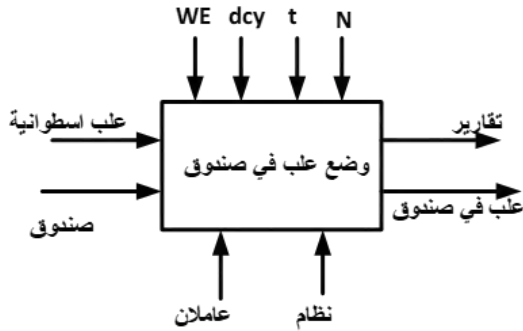 WE dcy t N
علب اسطوانية
تقارير
وضع علب في صندوق
صندوق
علب في صندوق
عاملان
نظام